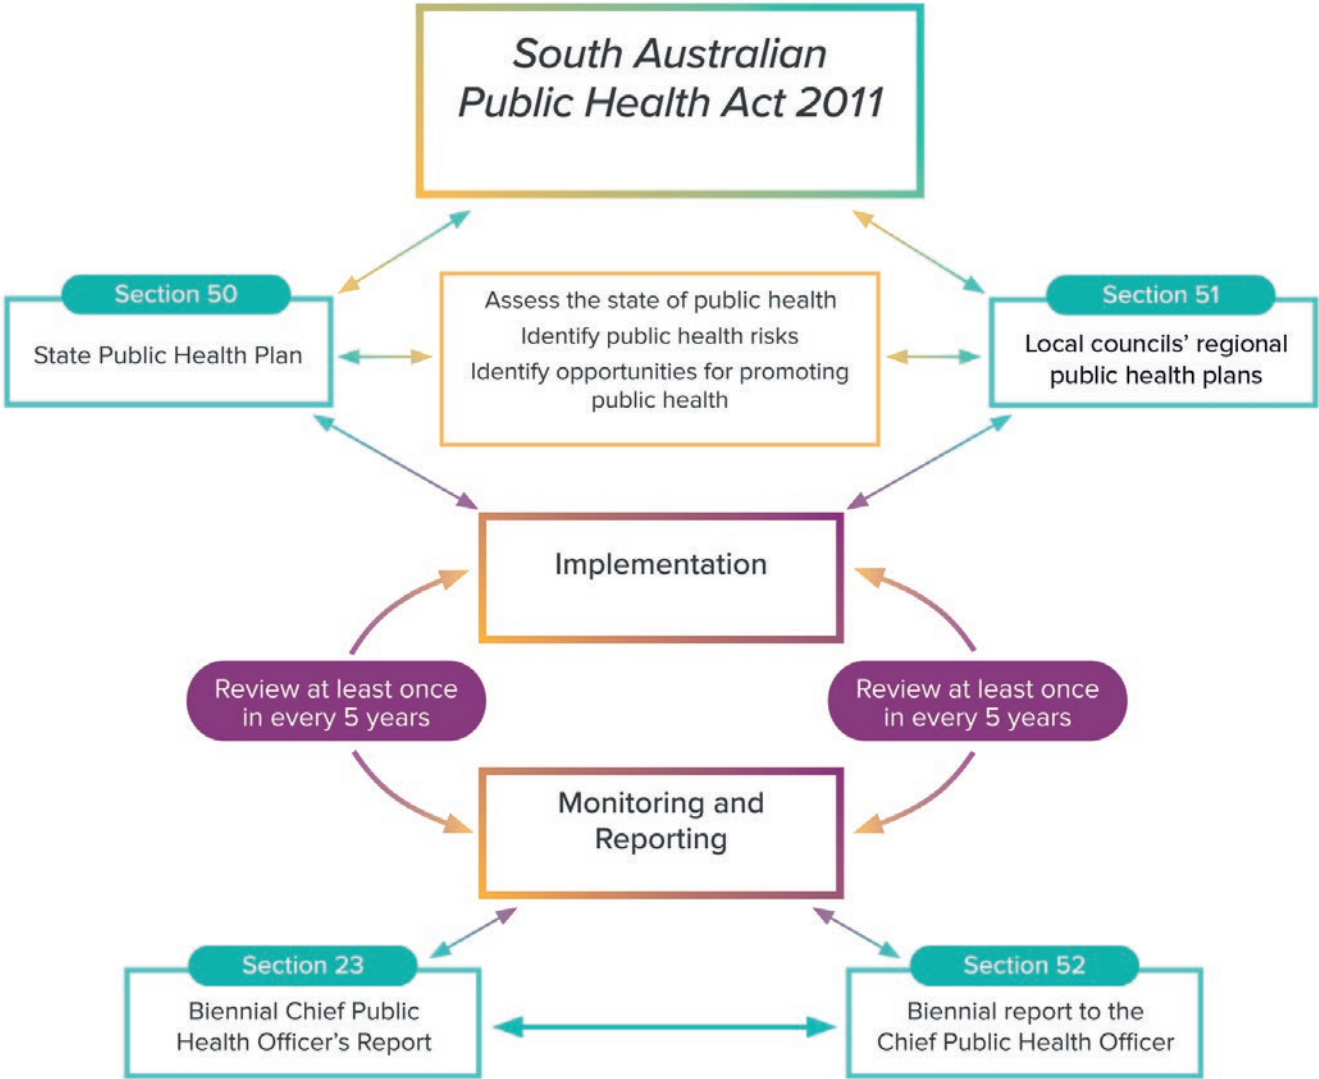 South Australian
Public Health Act 2011
Section 50
State Public Health Plan
Assess the state of public health
Identify public health risks
Identify opportunities for promoting
public health
Section 51
Local councils’ regional
public health plans
Implementation
Review at least once
in every 5 years
Review at least once
in every 5 years
Monitoring and
Reporting
Section 23
Biennial Chief Public
Health Officer’s Report
Section 52
Biennial report to the
Chief Public Health Officer